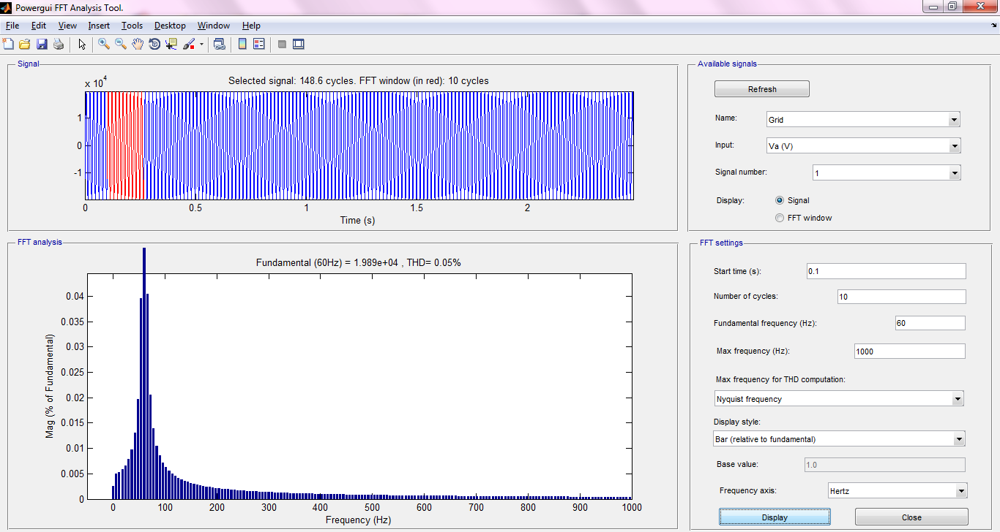 Powergui FFT Analysis Tool.
File Edit View Insert Tools Desktop Window Help
Signal
x 10^4
Selected signal: 148.6 cycles. FFT window (in red): 10 cycles
1
0
-1
0 0.5 1 1.5 2
Time (s)
FFT analysis
Fundamental (60Hz) = 1.989e+04 , THD= 0.05%
0.04
0.035
0.03
0.025
0.02
0.015
0.01
0.005
0
Mag (% of Fundamental)
0 100 200 300 400 500 600 700 800 900 1000
Frequency (Hz)
Available signals
Refresh
Name: Grid
Input: Va (V)
Signal number: 1
Display: Signal
FFT window
FFT settings
Start time (s): 0.1
Number of cycles: 10
Fundamental frequency (Hz): 60
Max frequency (Hz): 1000
Max frequency for THD computation:
Nyquist frequency
Display style:
Bar (relative to fundamental)
Base value: 1.0
Frequency axis: Hertz
Display Close